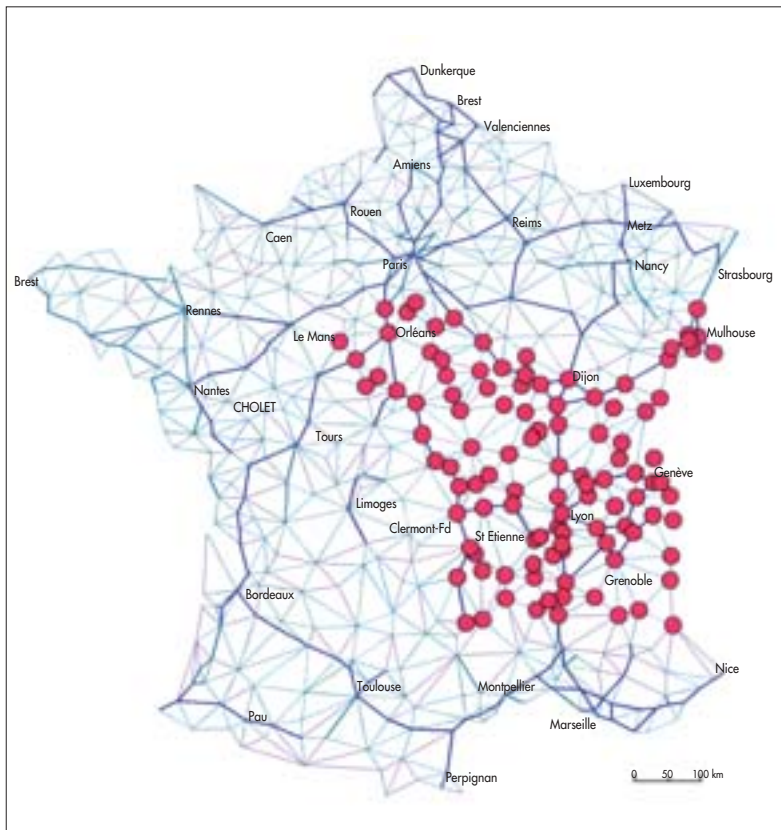 Dunkerque
Brest
Valenciennes
Amiens
Luxembourg
Rouen
Reims
Metz
Caen
Paris
Nancy
Brest
Strasbourg
Rennes
Le Mans
Orléans
Mulhouse
Dijon
Nantes
CHOLET
Tours
Genève
Limoges
Lyon
Clermont-Fd
St Etienne
Grenoble
Bordeaux
Nice
Toulouse
Montpellier
Pau
Marseille
Perpignan
0 50 100 km